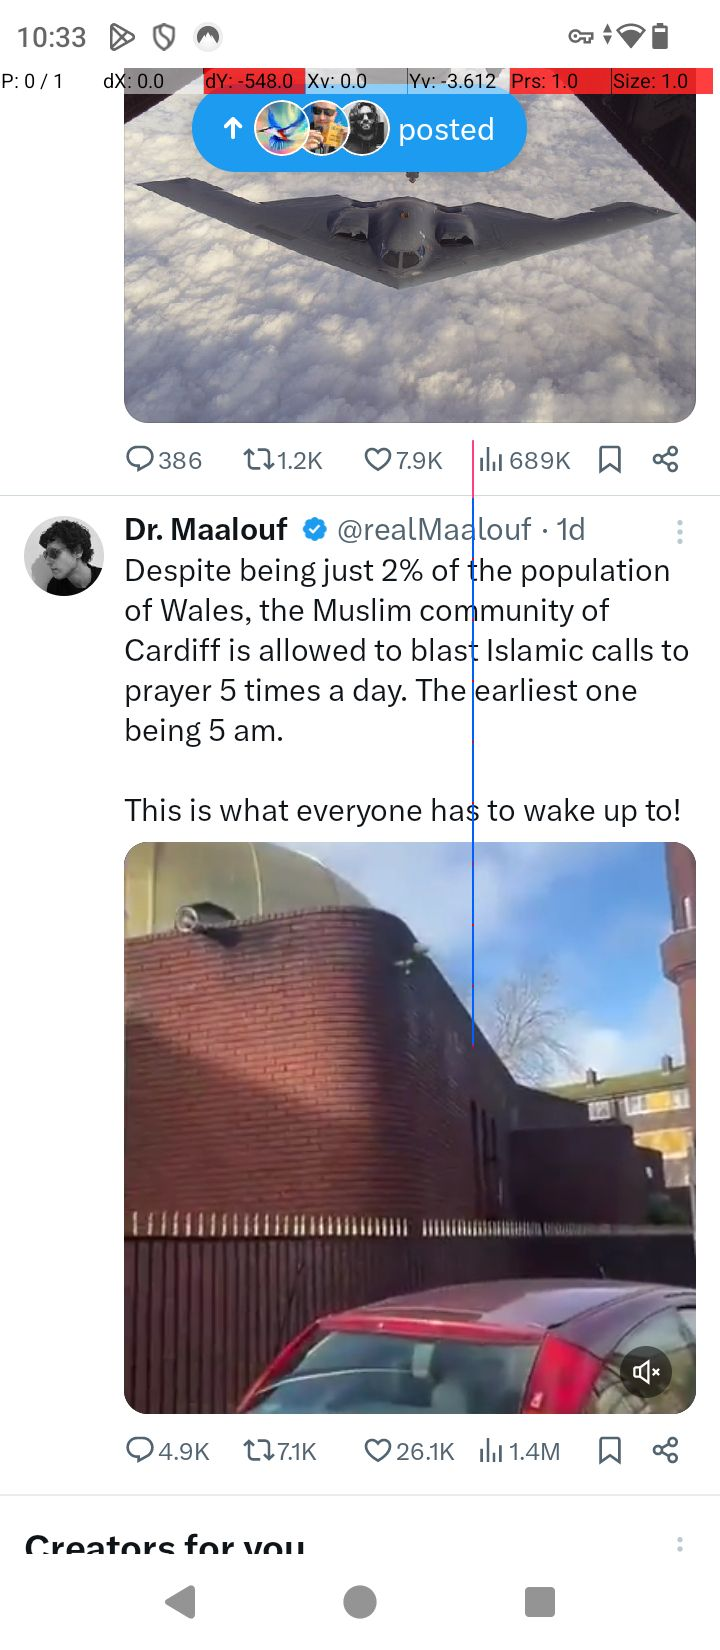 10:33
P: 0 / 1 dX: 0.0 dY: -548.0 Xv: 0.0 Yv: -3.612 Prs: 1.0 Size: 1.0
posted
386 1.2K 7.9K 689K
Dr. Maalouf @realMaalouf · 1d
Despite being just 2% of the population
of Wales, the Muslim community of
Cardiff is allowed to blast Islamic calls to
prayer 5 times a day. The earliest one
being 5 am.
This is what everyone has to wake up to!
4.9K 7.1K 26.1K 1.4M
Creators for you